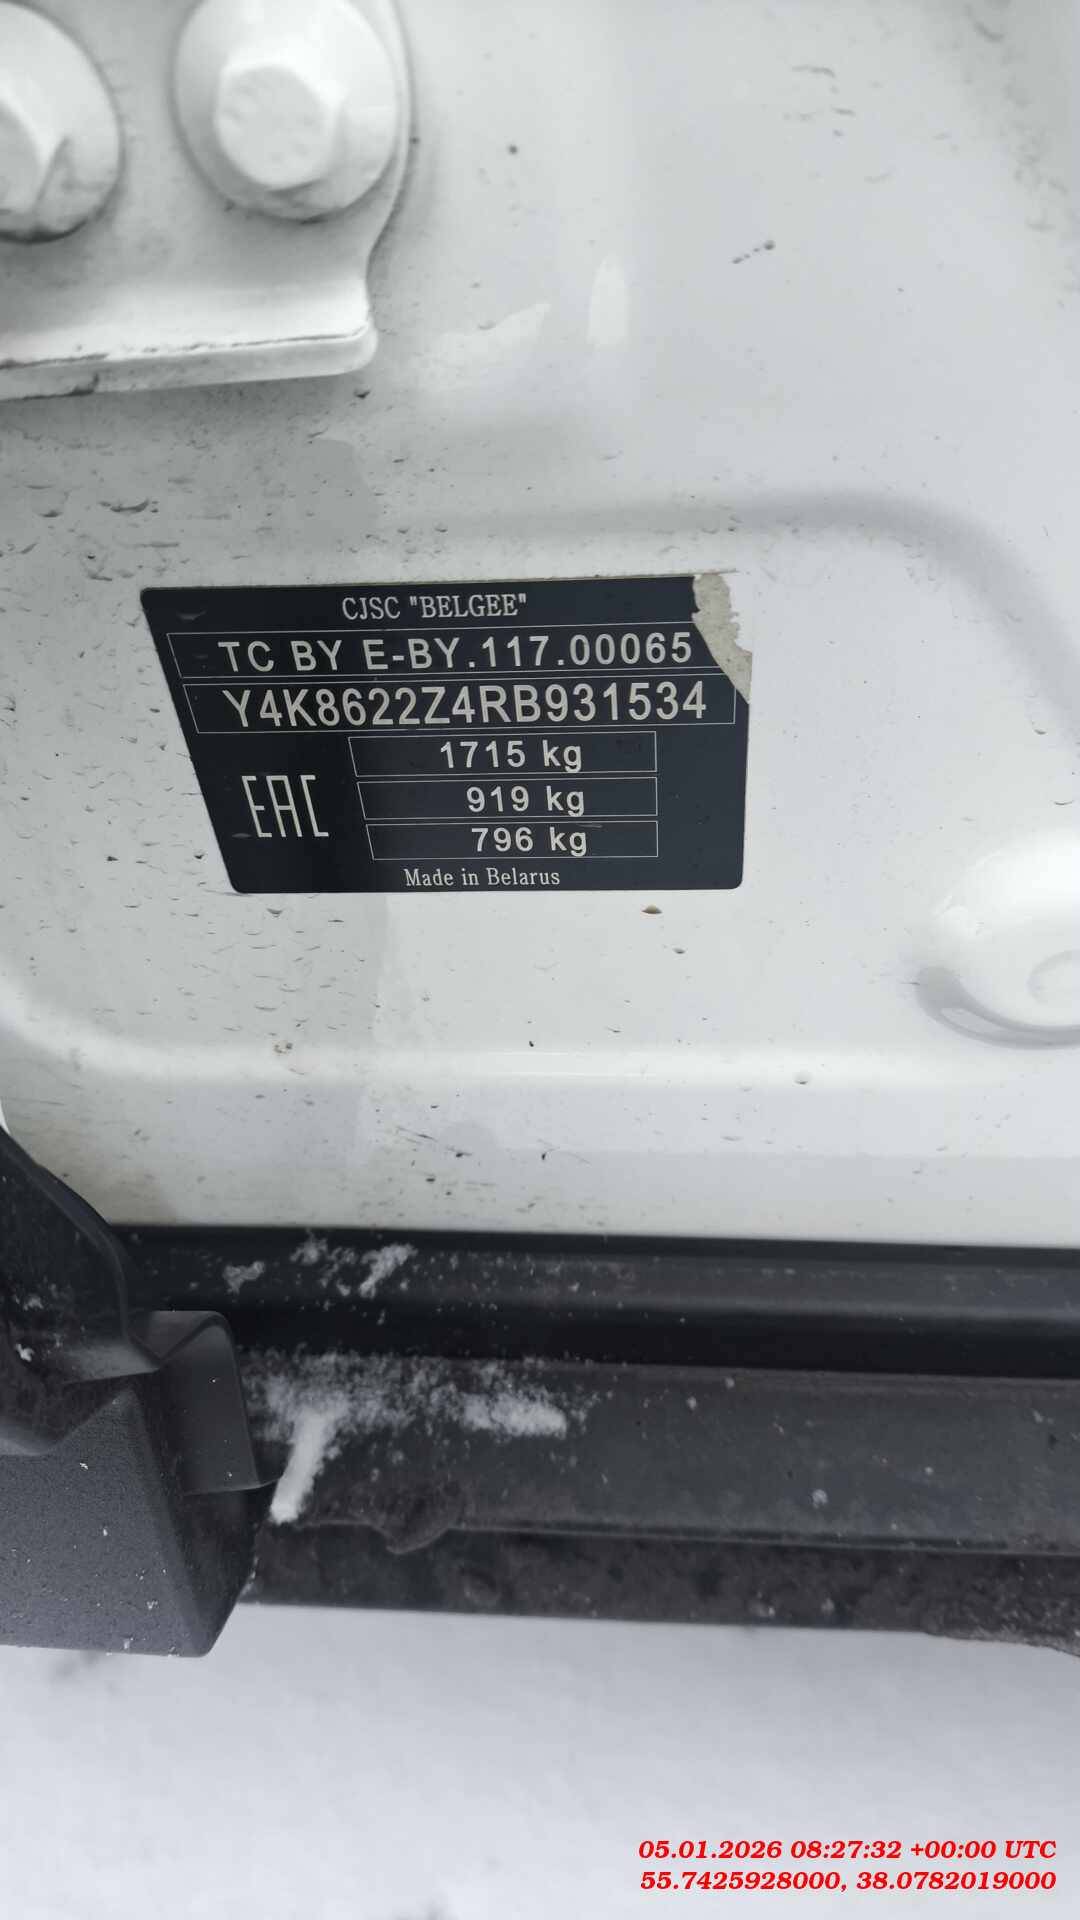 CJSC "BELGEE"
TC BY E-BY.117.00065
Y4K8622Z4RB931534
1715 kg
919 kg
796 kg
EAC
Made in Belarus
05.01.2026 08:27:32 +00:00 UTC
55.7425928000, 38.0782019000